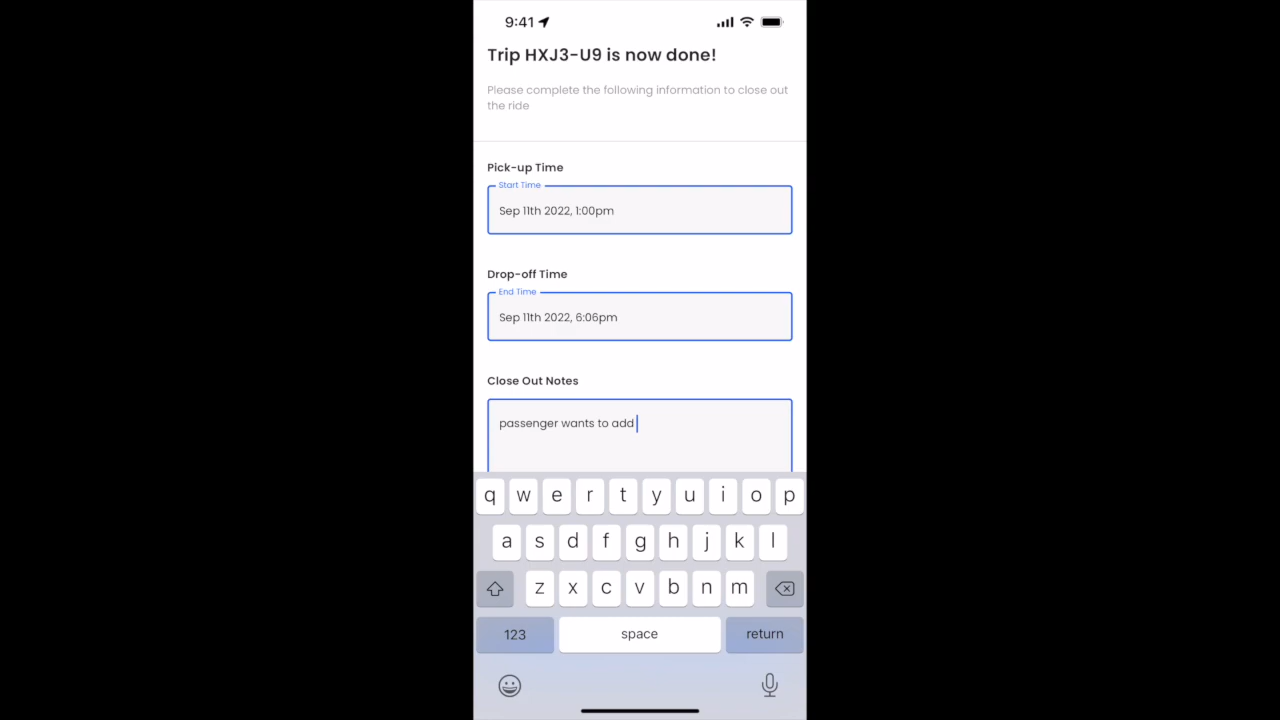 9:41
Trip HXJ3-U9 is now done!
Please complete the following information to close out
the ride
Pick-up Time
Start Time
Sep 11th 2022, 1:00pm
Drop-off Time
End Time
Sep 11th 2022, 6:06pm
Close Out Notes
passenger wants to add
q w e r t y u i o p
a s d f g h j k l
z x c v b n m
123 space return